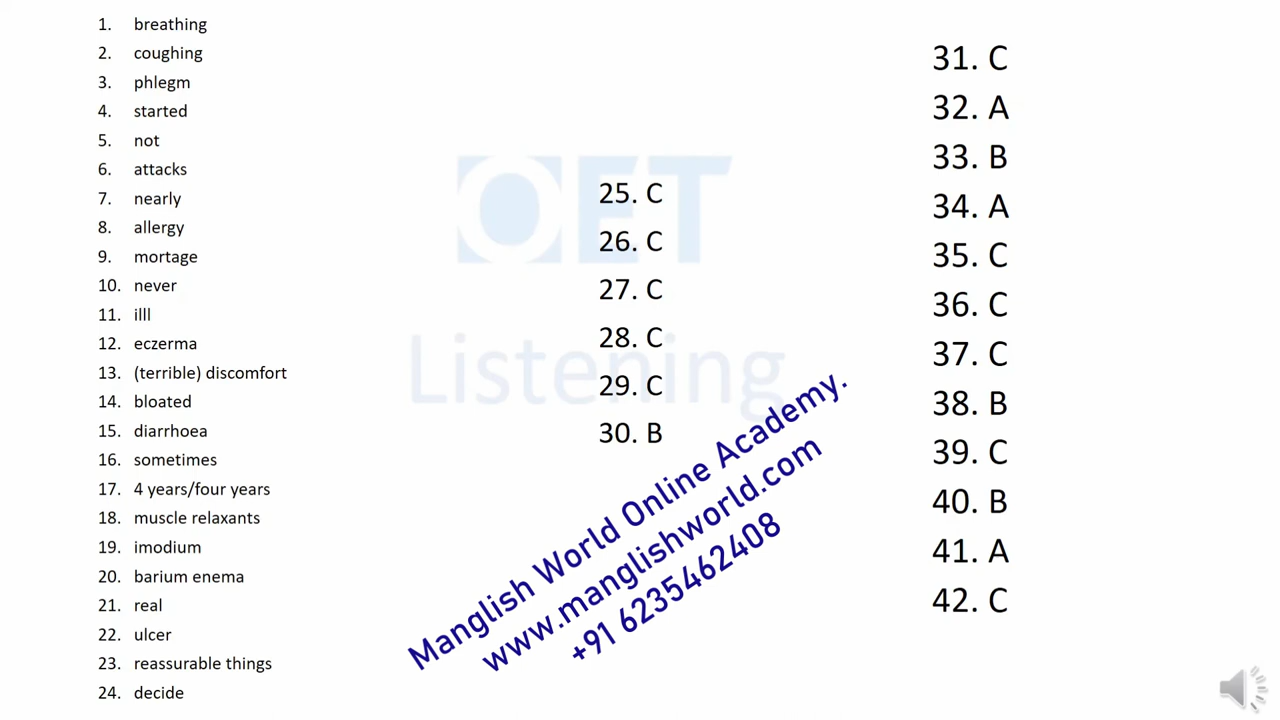 1. breathing
2. coughing
3. phlegm
4. started
5. not
6. attacks
7. nearly
8. allergy
9. mortage
10. never
11. illl
12. eczerma
13. (terrible) discomfort
14. bloated
15. diarrhoea
16. sometimes
17. 4 years/four years
18. muscle relaxants
19. imodium
20. barium enema
21. real
22. ulcer
23. reassurable things
24. decide
OET
Listening
25. C
26. C
27. C
28. C
29. C
30. B
Manglish World Online Academy.
www.manglishworld.com
+91 6235462408
31. C
32. A
33. B
34. A
35. C
36. C
37. C
38. B
39. C
40. B
41. A
42. C